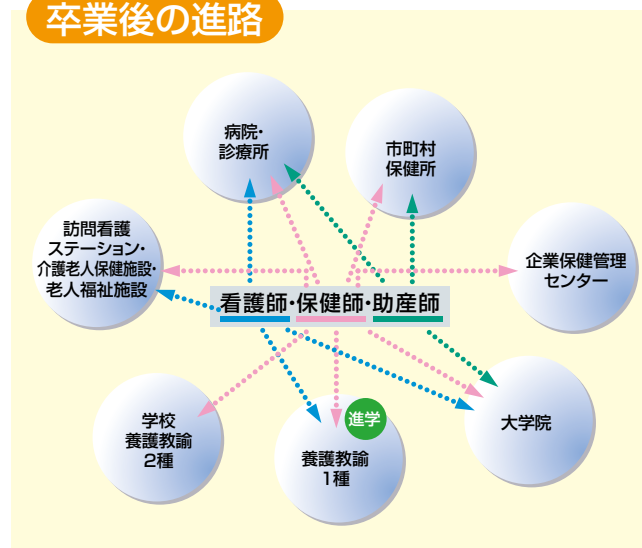 卒業後の進路
病院・
診療所
市町村
保健所
訪問看護
ステーション・
介護老人保健施設・
老人福祉施設
企業保健管理
センター
看護師・保健師・助産師
学校
養護教諭
2種
進学
養護教諭
1種
大学院